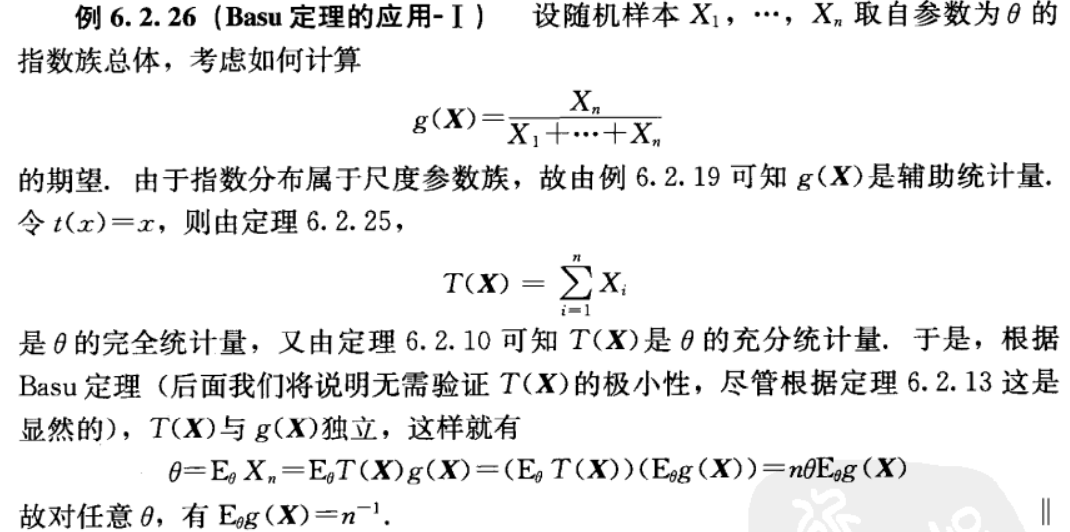 例 6.2.26 (Basu 定理的应用-Ⅰ) 设随机样本 X₁, ⋯, Xₙ 取自参数为 θ 的
指数族总体，考虑如何计算
g(X)=Xₙ/(X₁+⋯+Xₙ)
的期望. 由于指数分布属于尺度参数族，故由例 6.2.19 可知 g(X)是辅助统计量.
令 t(x)=x，则由定理 6.2.25，
T(X) = ∑ᵢ₌₁ⁿ Xᵢ
是 θ 的完全统计量，又由定理 6.2.10 可知 T(X)是 θ 的充分统计量. 于是，根据
Basu 定理（后面我们将说明无需验证 T(X)的极小性，尽管根据定理 6.2.13 这是
显然的），T(X)与 g(X)独立，这样就有
θ=E_θ Xₙ=E_θT(X)g(X)=(E_θ T(X))(E_θg(X))=nθE_θg(X)
故对任意 θ，有 E_θg(X)=n⁻¹. ‖